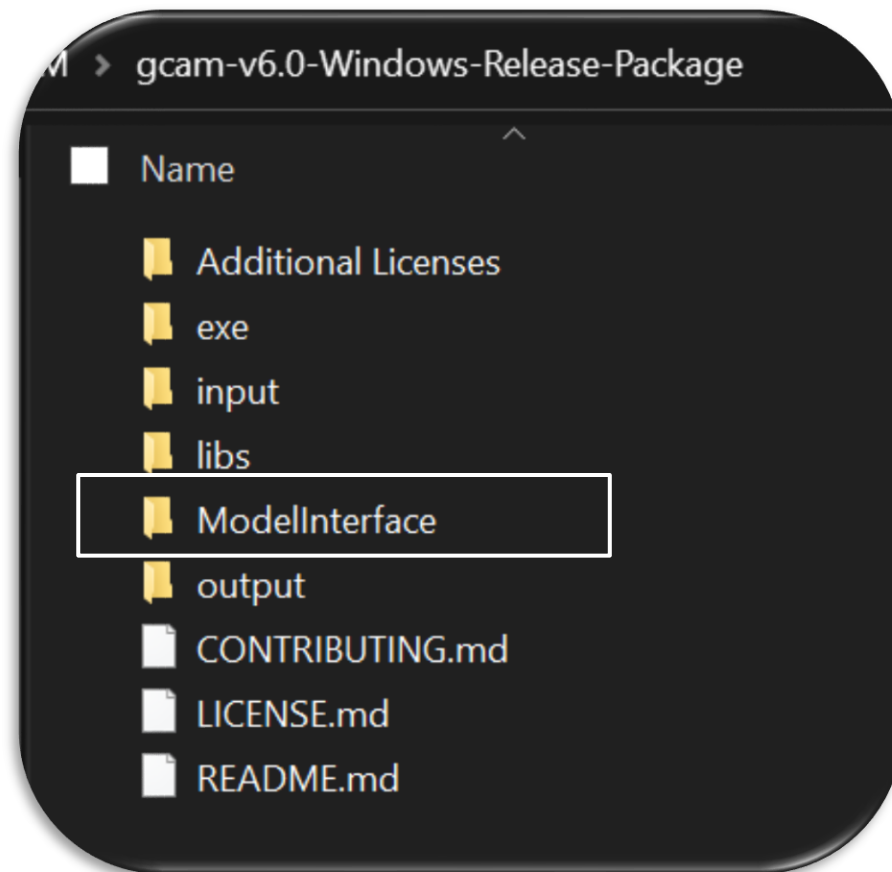 > gcam-v6.0-Windows-Release-Package
Name
Additional Licenses
exe
input
libs
ModelInterface
output
CONTRIBUTING.md
LICENSE.md
README.md